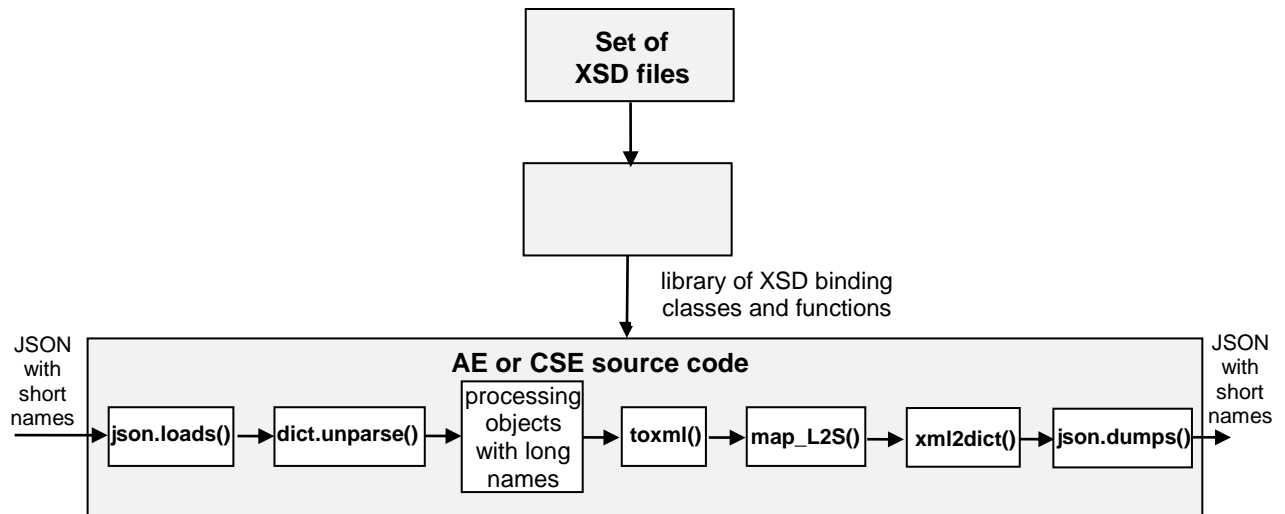 Set of
XSD files
library of XSD binding
classes and functions
JSON
with
short
names
AE or CSE source code
json.loads()
dict.unparse()
processing
objects
with long
names
toxml()
map_L2S()
xml2dict()
json.dumps()
JSON
with
short
names